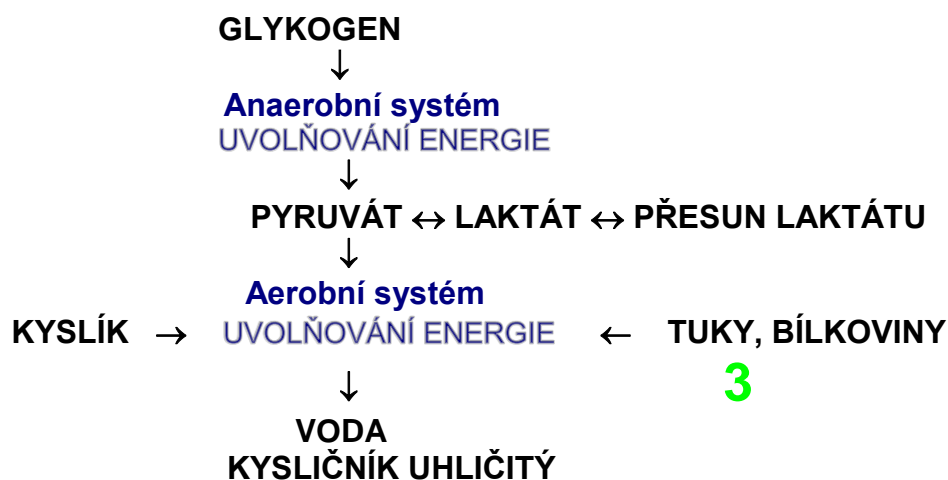 GLYKOGEN
↓
Anaerobní systém
UVOLŇOVÁNÍ ENERGIE
↓
PYRUVÁT ↔ LAKTÁT ↔ PŘESUN LAKTÁTU
↓
Aerobní systém
KYSLÍK → UVOLŇOVÁNÍ ENERGIE ← TUKY, BÍLKOVINY
↓ 3
VODA
KYSLIČNÍK UHLIČITÝ